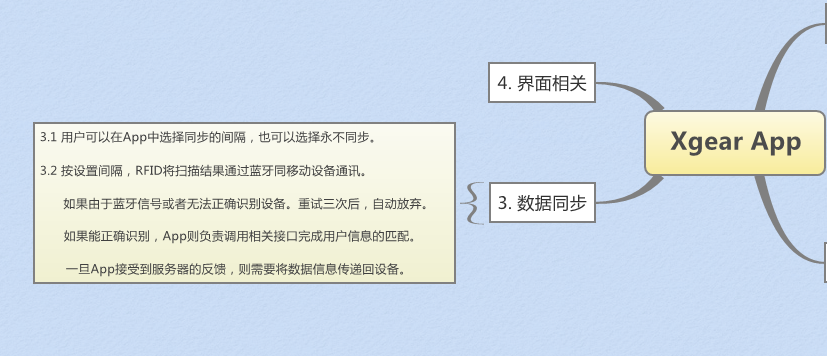 4. 界面相关
Xgear App
3.1 用户可以在App中选择同步的间隔，也可以选择永不同步。
3.2 按设置间隔，RFID将扫描结果通过蓝牙同移动设备通讯。
如果由于蓝牙信号或者无法正确识别设备。重试三次后，自动放弃。
如果能正确识别，App则负责调用相关接口完成用户信息的匹配。
一旦App接受到服务器的反馈，则需要将数据信息传递回设备。
3. 数据同步